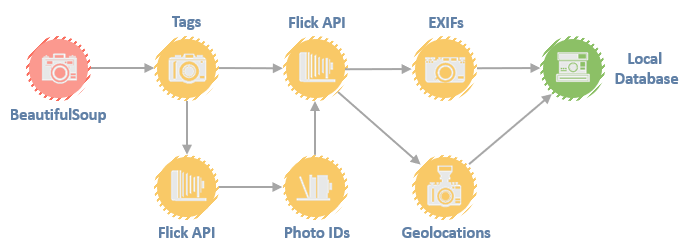 Tags
Flick API
EXIFs
Local
Database
BeautifulSoup
Flick API
Photo IDs
Geolocations